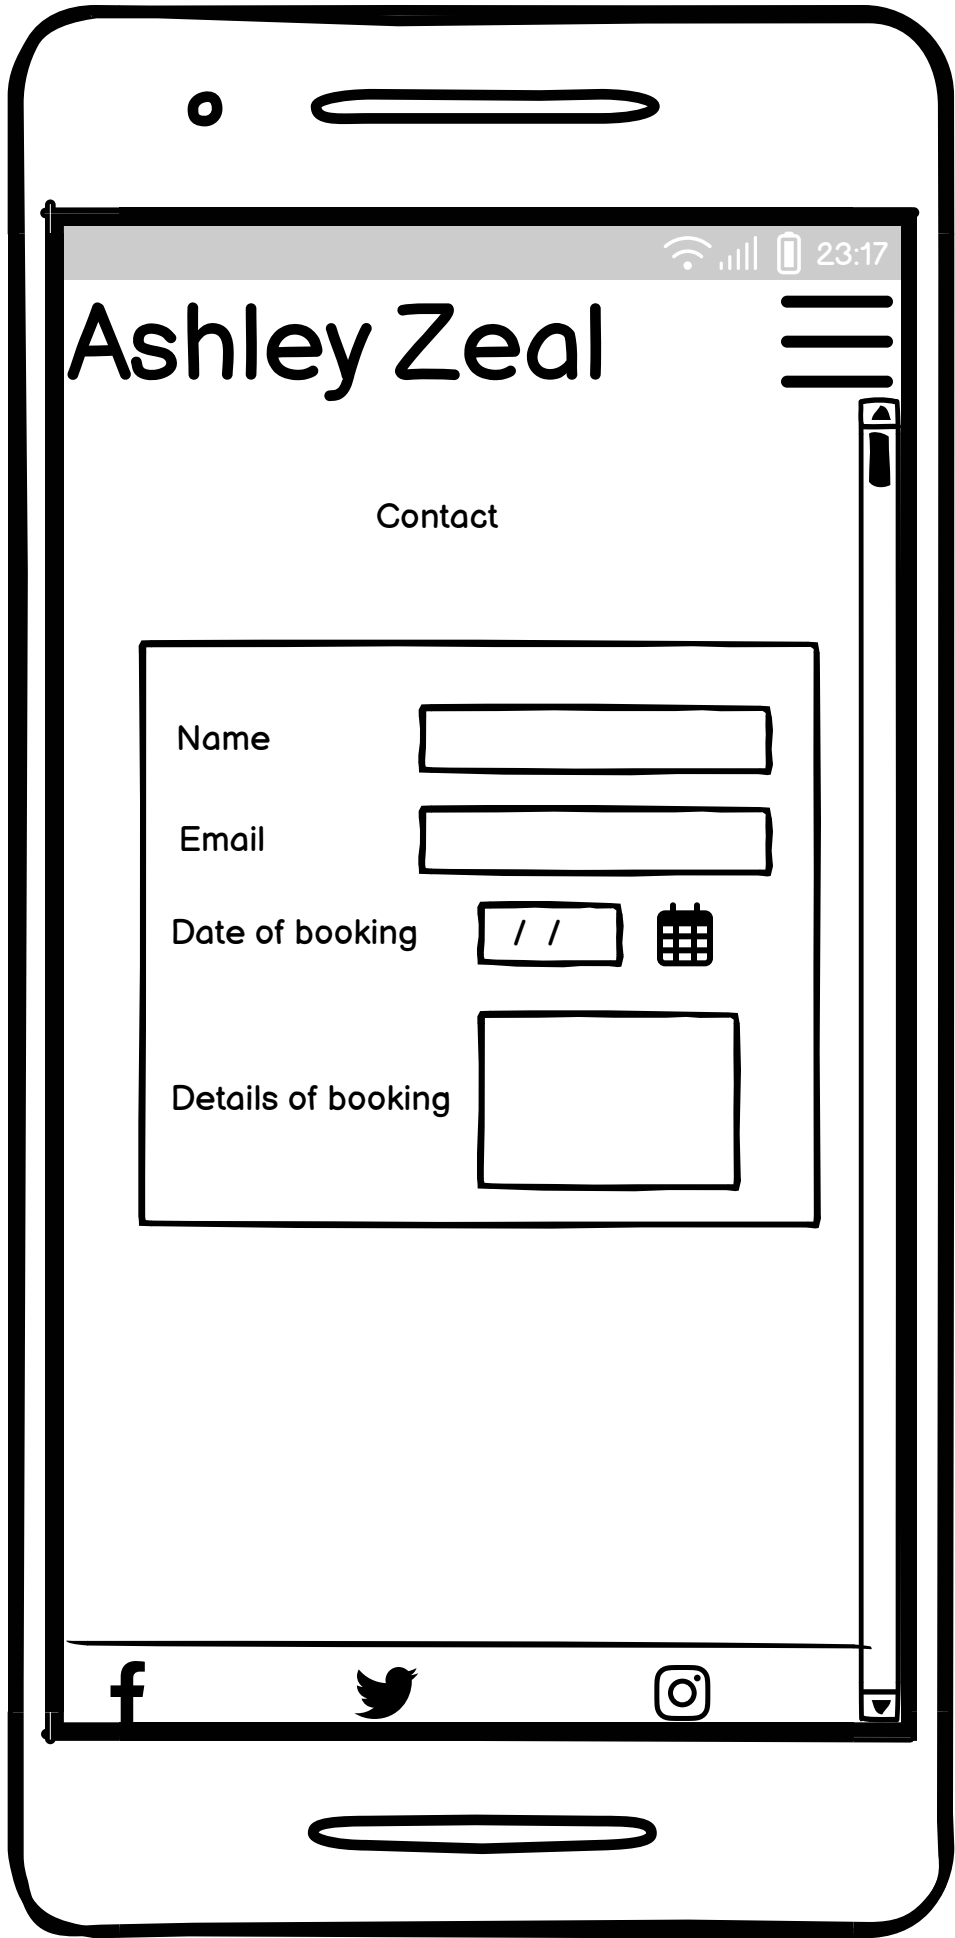 23:17
Ashley Zeal
Contact
Name
Email
Date of booking / /
Details of booking